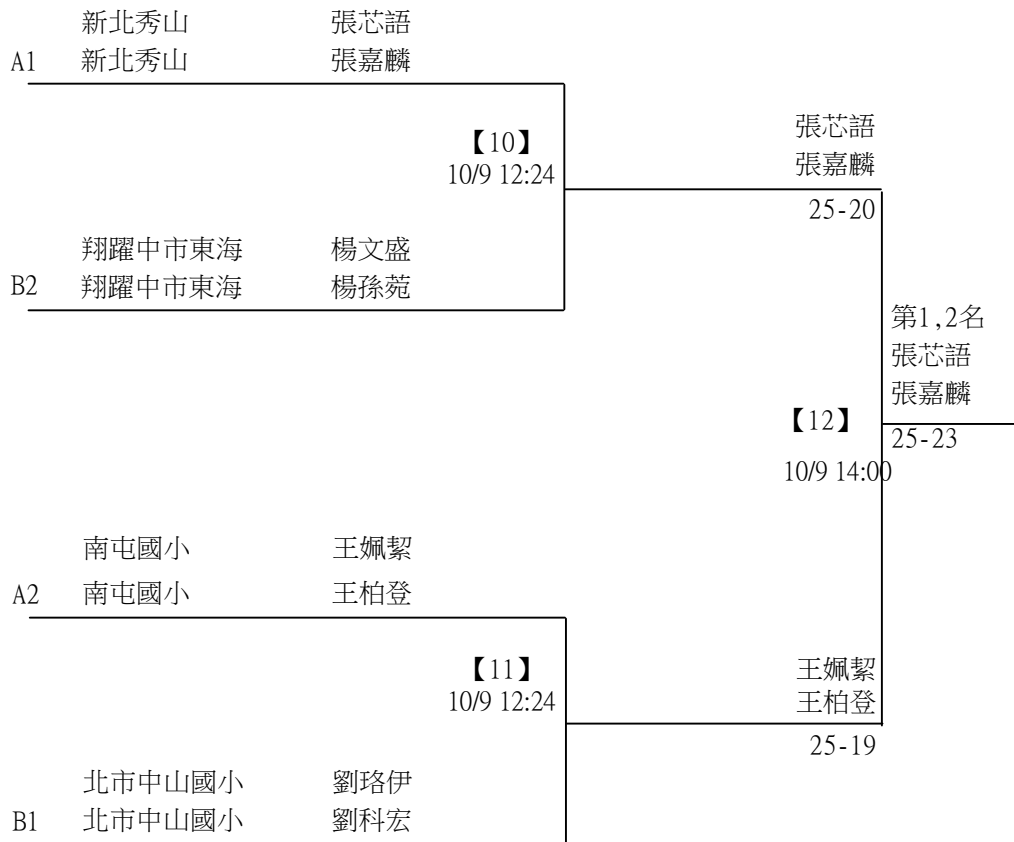 新北秀山 張芯語
A1 新北秀山 張嘉麟
【10】
10/9 12:24
張芯語
張嘉麟
25-20
翔躍中市東海 楊文盛
B2 翔躍中市東海 楊孫菀
第1,2名
張芯語
張嘉麟
【12】
25-23
10/9 14:00
南屯國小 王姵絜
A2 南屯國小 王柏登
【11】
10/9 12:24
王姵絜
王柏登
25-19
北市中山國小 劉珞伊
B1 北市中山國小 劉科宏